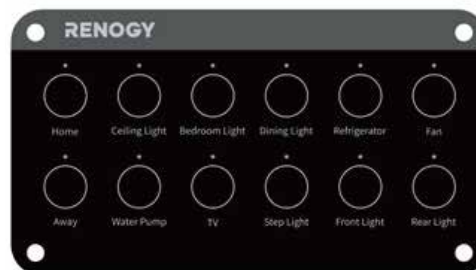 RENOGY
Home Ceiling Light Bedroom Light Dining Light Refrigerator Fan
Away Water Pump TV Step Light Front Light Rear Light